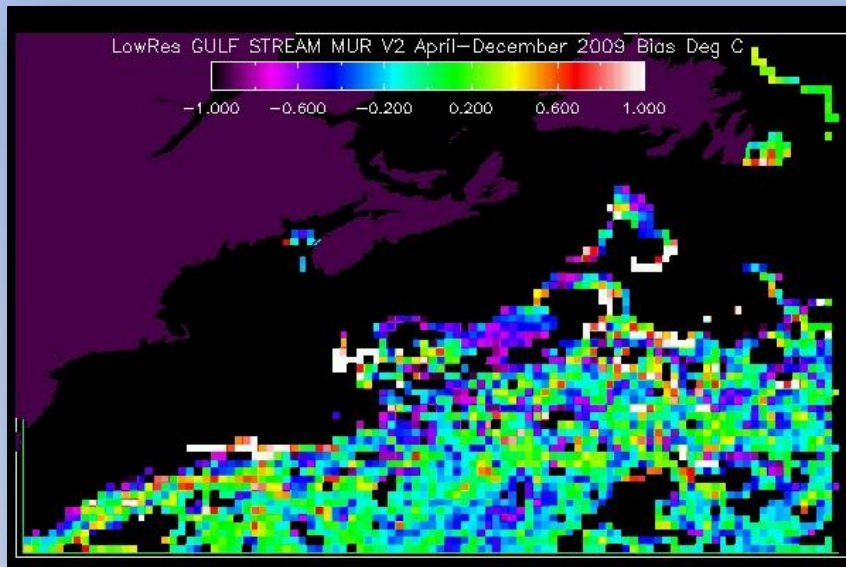 LowRes GULF STREAM MUR V2 April–December 2009 Bias Deg C
−1.000 −0.600 −0.200 0.200 0.600 1.000